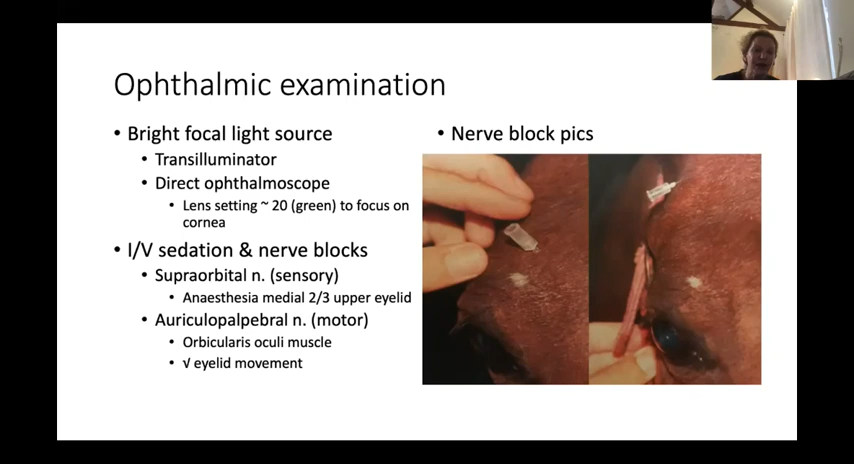 Ophthalmic examination
• Bright focal light source
• Transilluminator
• Direct ophthalmoscope
• Lens setting ~ 20 (green) to focus on
cornea
• I/V sedation & nerve blocks
• Supraorbital n. (sensory)
• Anaesthesia medial 2/3 upper eyelid
• Auriculopalpebral n. (motor)
• Orbicularis oculi muscle
• √ eyelid movement
• Nerve block pics